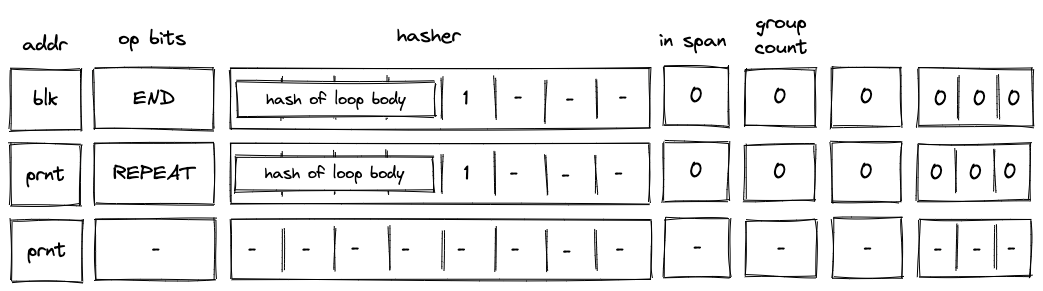 addr op bits hasher in span group count
blk END hash of loop body 1 - - - 0 0 0 0 0 0
prnt REPEAT hash of loop body 1 - - - 0 0 0 0 0 0
prnt - - - - - - - - - - - - - - -